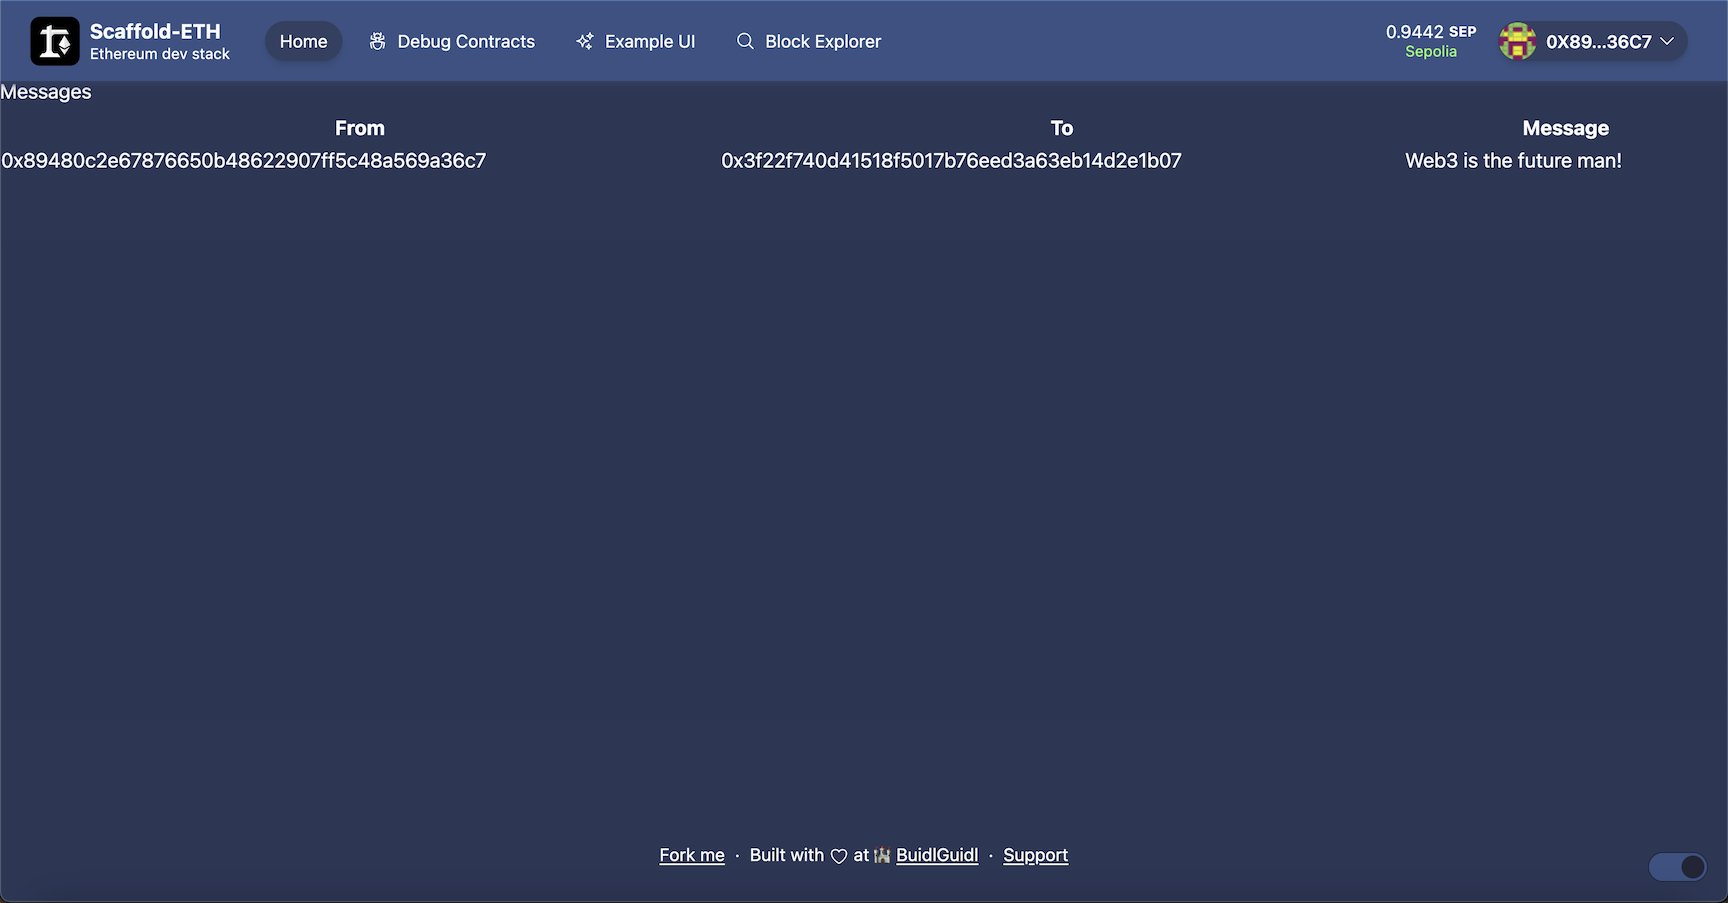 Scaffold-ETH
Ethereum dev stack
Home
Debug Contracts
Example UI
Block Explorer
0.9442 SEP
Sepolia
0X89...36C7
Messages
From To Message
0x89480c2e67876650b48622907ff5c48a569a36c7 0x3f22f740d41518f5017b76eed3a63eb14d2e1b07 Web3 is the future man!
Fork me · Built with ♡ at 🏰 BuidlGuidl · Support